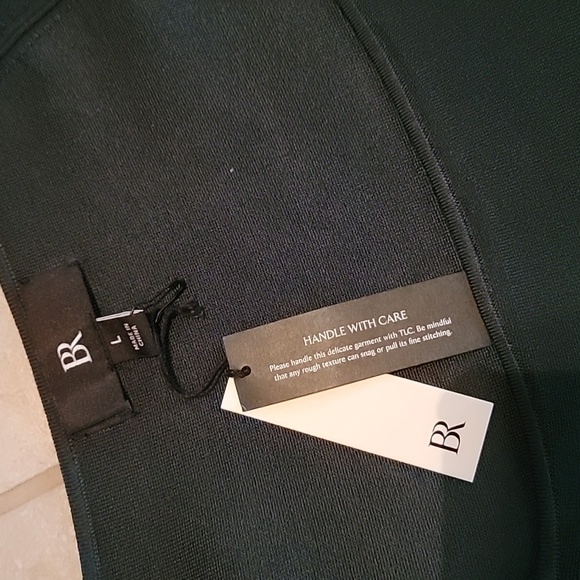 BR
L
MADE IN
CHINA
HANDLE WITH CARE
Please handle this delicate garment with TLC. Be mindful
that any rough texture can snag or pull its fine stitching.
BR